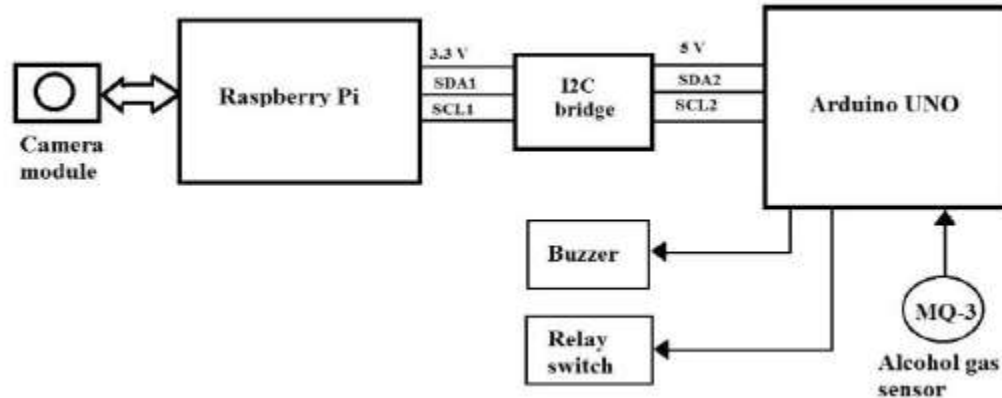 Camera
module
Raspberry Pi
3.3 V
SDA1
SCL1
I2C
bridge
5 V
SDA2
SCL2
Arduino UNO
Buzzer
Relay
switch
MQ-3
Alcohol gas
sensor